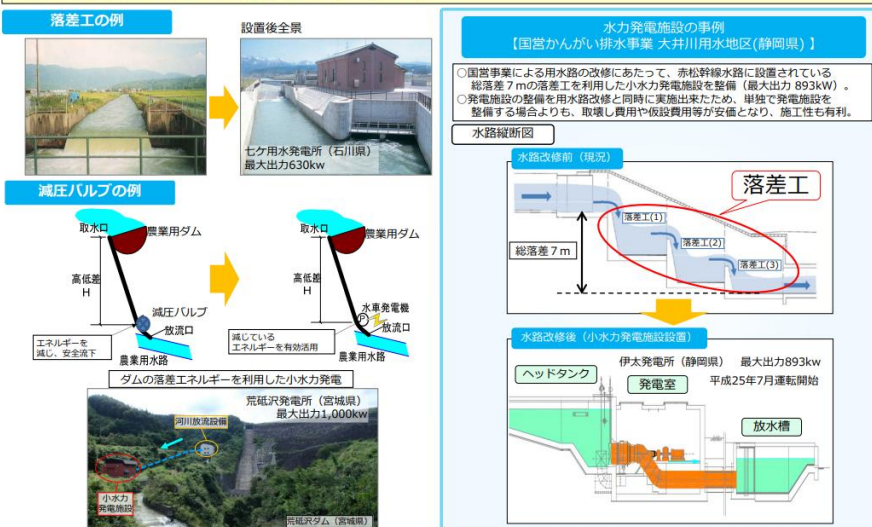 落差工の例
設置後全景
七ケ用水発電所（石川県）
最大出力630kw
減圧バルブの例
取水口
農業用ダム
高低差
H
減圧バルブ
放流口
エネルギーを
減じ、安全流下
農業用水路
取水口
農業用ダム
高低差
H
水車発電機
P
放流口
減じている
エネルギーを有効活用
農業用水路
ダムの落差エネルギーを利用した小水力発電
荒砥沢発電所（宮城県）
最大出力1,000kw
河川放流設備
小水力
発電施設
荒砥沢ダム（宮城県）
水力発電施設の事例
【国営かんがい排水事業 大井川用水地区(静岡県) 】
○国営事業による用水路の改修にあたって、赤松幹線水路に設置されている
総落差７mの落差工を利用した小水力発電施設を整備（最大出力 893kW）。
○発電施設の整備を用水路改修と同時に実施出来たため、単独で発電施設を
整備する場合よりも、取壊し費用や仮設費用等が安価となり、施工性も有利。
水路縦断図
水路改修前（現況）
落差工
落差工(1)
落差工(2)
落差工(3)
総落差７m
水路改修後（小水力発電施設設置）
伊太発電所（静岡県） 最大出力893kw
平成25年7月運転開始
ヘッドタンク
発電室
放水槽